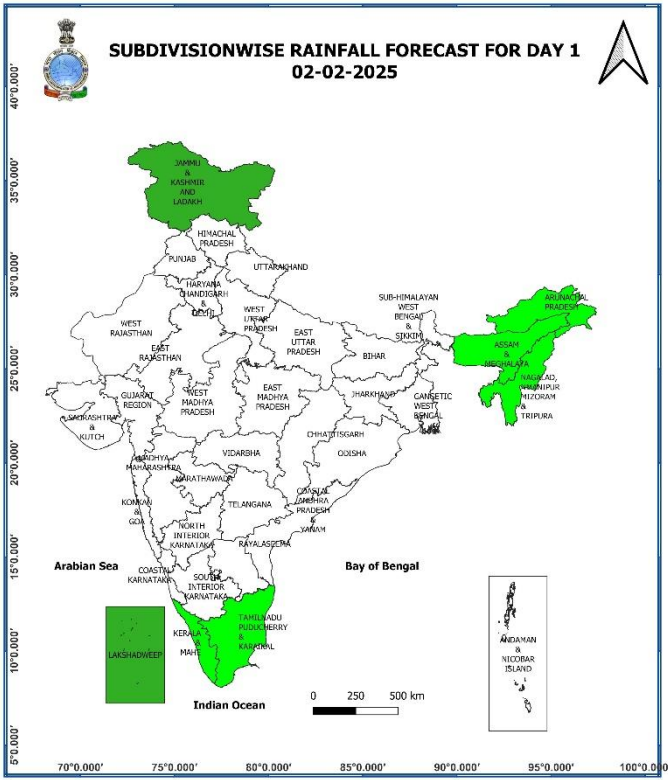 SUBDIVISIONWISE RAINFALL FORECAST FOR DAY 1
02-02-2025
40°0.000'
35°0.000'
30°0.000'
25°0.000'
20°0.000'
15°0.000'
10°0.000'
5°0.000'
JAMMU
&
KASHMIR
AND
LADAKH
HIMACHAL
PRADESH
PUNJAB
UTTARAKHAND
HARYANA
CHANDIGARH
&
DELHI
WEST
RAJASTHAN
EAST
RAJASTHAN
WEST
UTTAR
PRADESH
EAST
UTTAR
PRADESH
SUB-HIMALAYAN
WEST
BENGAL
&
SIKKIM
ARUNACHAL
PRADESH
ASSAM
&
MEGHALAYA
NAGALAD,
MANIPUR
MIZORAM
&
TRIPURA
BIHAR
JHARKHAND
GANGETIC
WEST
BENGAL
GUJARAT
REGION
SAURASHTRA
&
KUTCH
WEST
MADHYA
PRADESH
EAST
MADHYA
PRADESH
CHHATTISGARH
ODISHA
VIDARBHA
MADHYA
MAHARASHTRA
MARATHAWADA
KONKAN
&
GOA
TELANGANA
COASTAL
ANDHRA
PRADESH
&
YANAM
NORTH
INTERIOR
KARNATAKA
RAYALASEEMA
COASTAL
KARNATAKA
SOUTH
INTERIOR
KARNATAKA
Arabian Sea
Bay of Bengal
TAMILNADU
PUDUCHERRY
&
KARAIKAL
KERALA
&
MAHE
LAKSHADWEEP
ANDAMAN
&
NICOBAR
ISLAND
Indian Ocean
0 250 500 km
70°0.000' 75°0.000' 80°0.000' 85°0.000' 90°0.000' 95°0.000' 100°0.000'